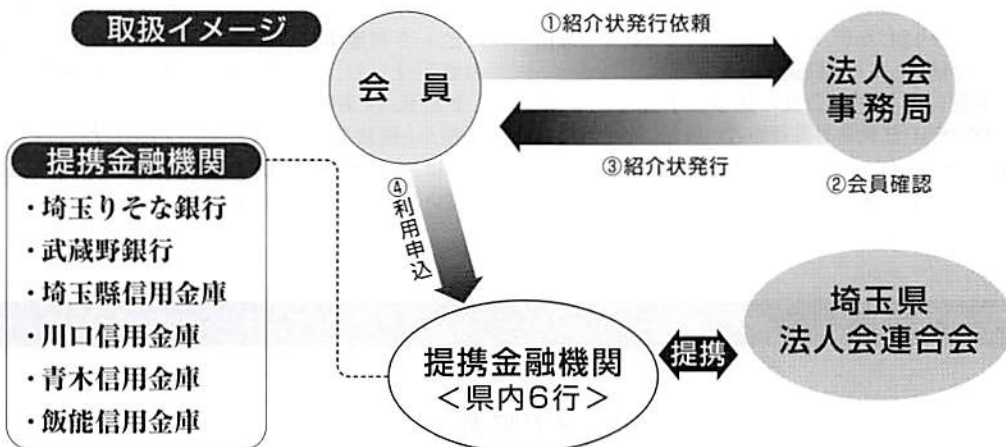 取扱イメージ
会員
①紹介状発行依頼
法人会
事務局
③紹介状発行
②会員確認
④利用申込
提携金融機関
・埼玉りそな銀行
・武蔵野銀行
・埼玉縣信用金庫
・川口信用金庫
・青木信用金庫
・飯能信用金庫
提携金融機関
＜県内6行＞
提携
埼玉県
法人会連合会